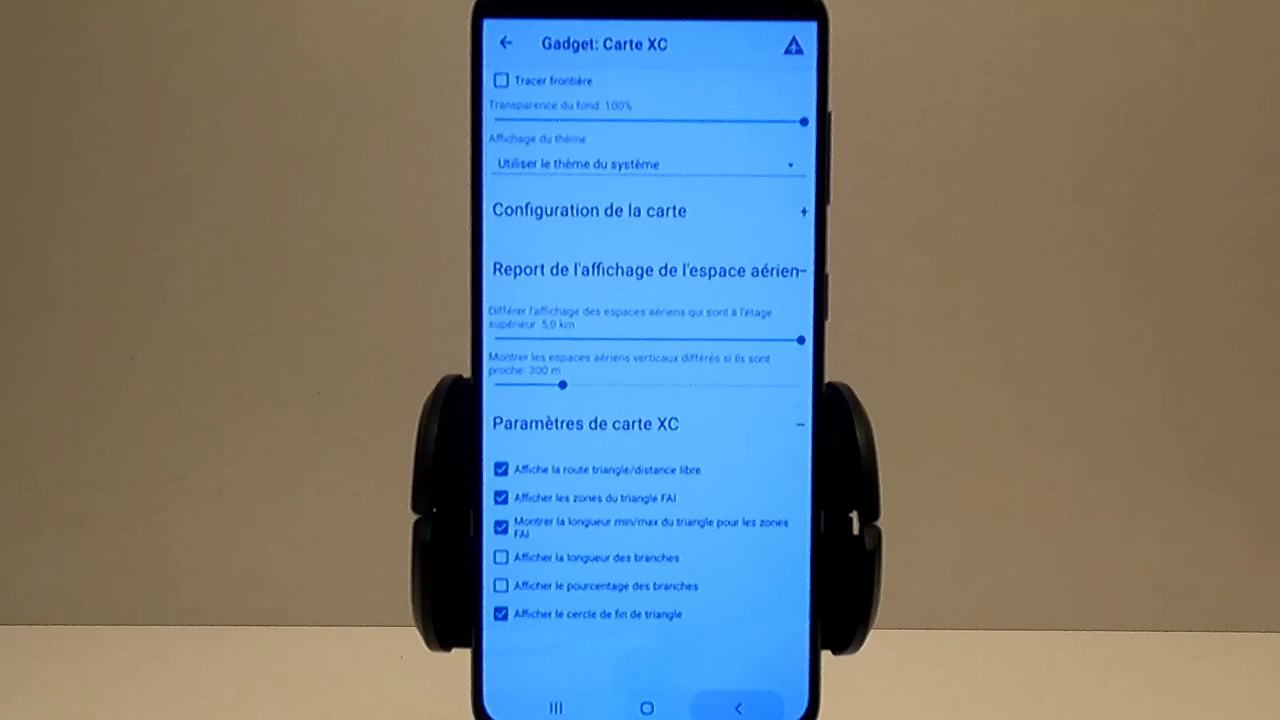 Gadget: Carte XC
Tracer frontière
Transparence du fond: 100%
Affichage du thème
Utiliser le thème du système
Configuration de la carte
Report de l'affichage de l'espace aérien
Différer l'affichage des espaces aériens qui sont à l'étage
supérieur: 5,0 km
Montrer les espaces aériens verticaux différés si ils sont
proche: 300 m
Paramètres de carte XC
Affiche la route triangle/distance libre
Afficher les zones du triangle FAI
Montrer la longueur min/max du triangle pour les zones
FAI
Afficher la longueur des branches
Afficher le pourcentage des branches
Afficher le cercle de fin de triangle